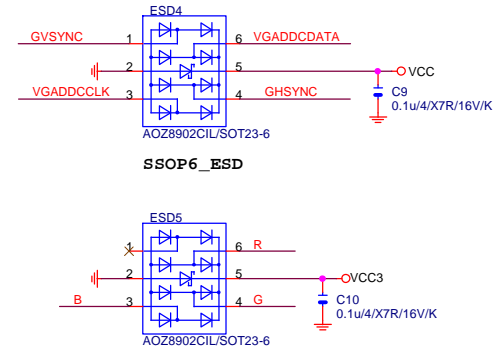 ESD4
GVSYNC 1 6 VGADDCDATA
2 5 VCC
VGADDCCLK 3 4 GHSYNC
C9
0.1u/4/X7R/16V/K
AOZ8902CIL/SOT23-6
SSOP6_ESD
ESD5
1 6 R
2 5 VCC3
B 3 4 G
C10
0.1u/4/X7R/16V/K
AOZ8902CIL/SOT23-6